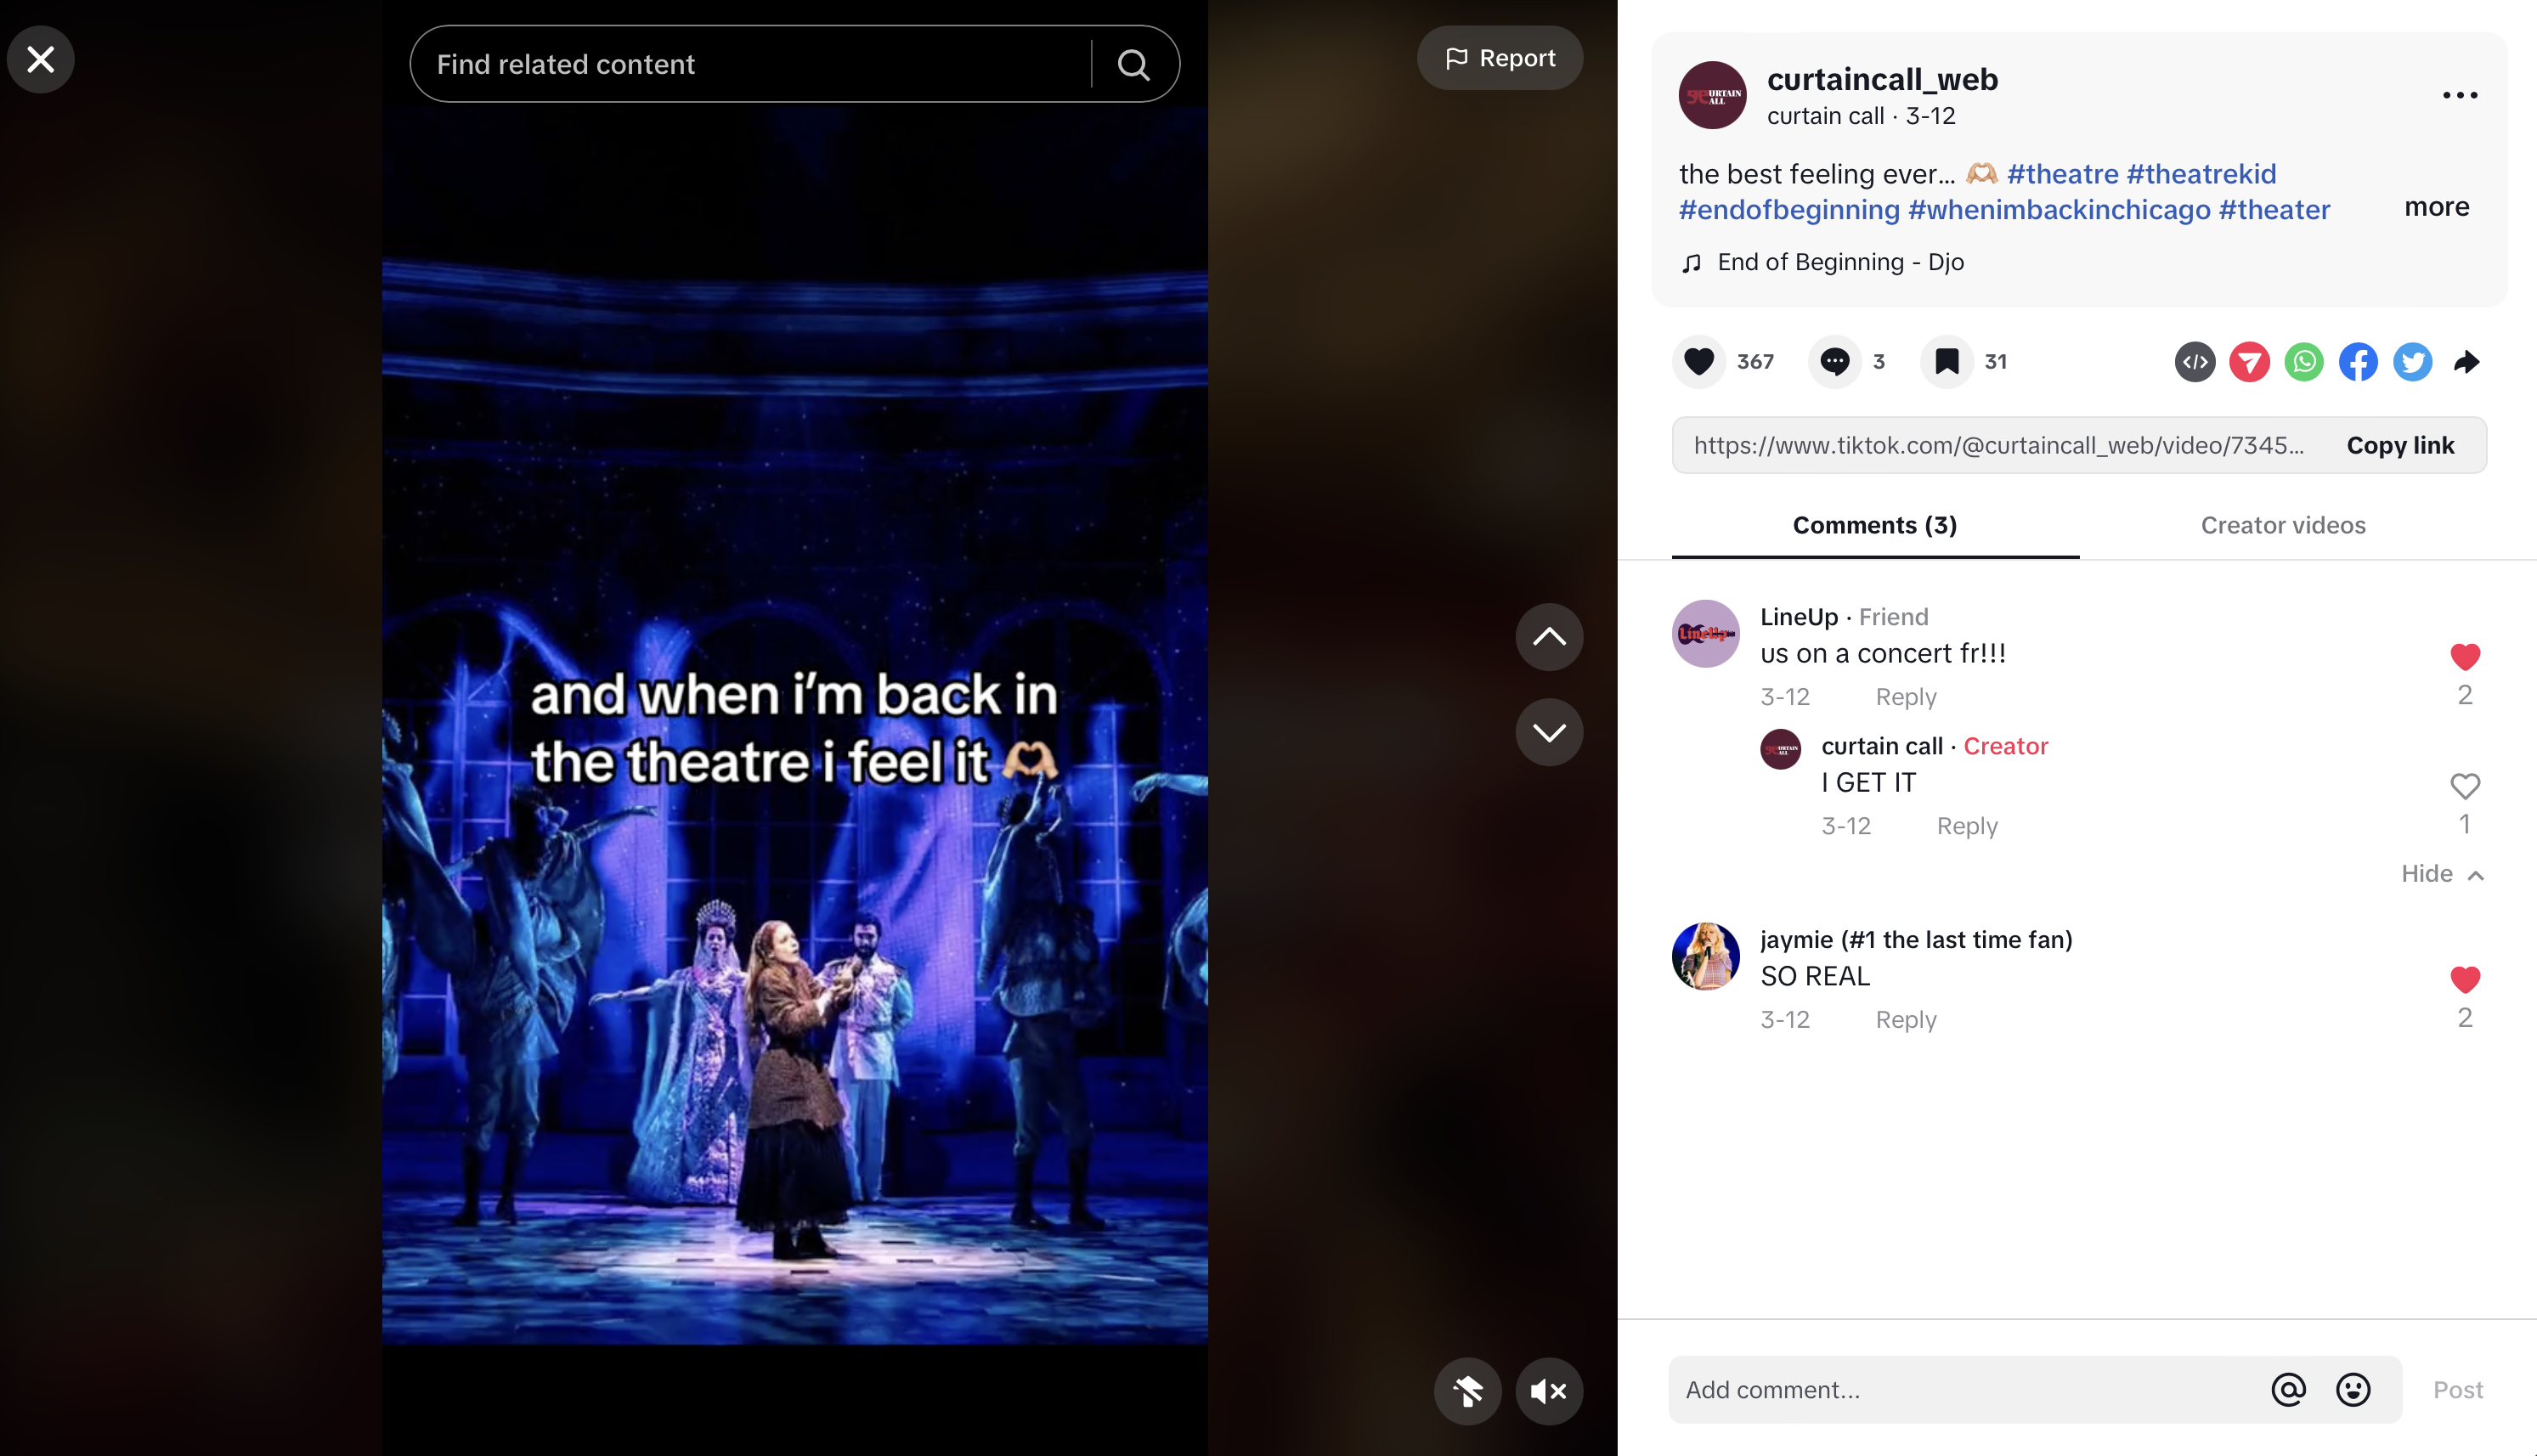 Find related content
Report
and when i'm back in
the theatre i feel it 🫶🏼
CURTAIN
CALL
curtaincall_web
curtain call · 3-12
the best feeling ever... 🫶🏼 #theatre #theatrekid
#endofbeginning #whenimbackinchicago #theater
more
End of Beginning - Djo
367
3
31
https://www.tiktok.com/@curtaincall_web/video/7345...
Copy link
Comments (3)
Creator videos
LineUp
LineUp · Friend
us on a concert fr!!!
3-12
Reply
2
curtain call · Creator
I GET IT
3-12
Reply
1
Hide
jaymie (#1 the last time fan)
SO REAL
3-12
Reply
2
Add comment...
Post